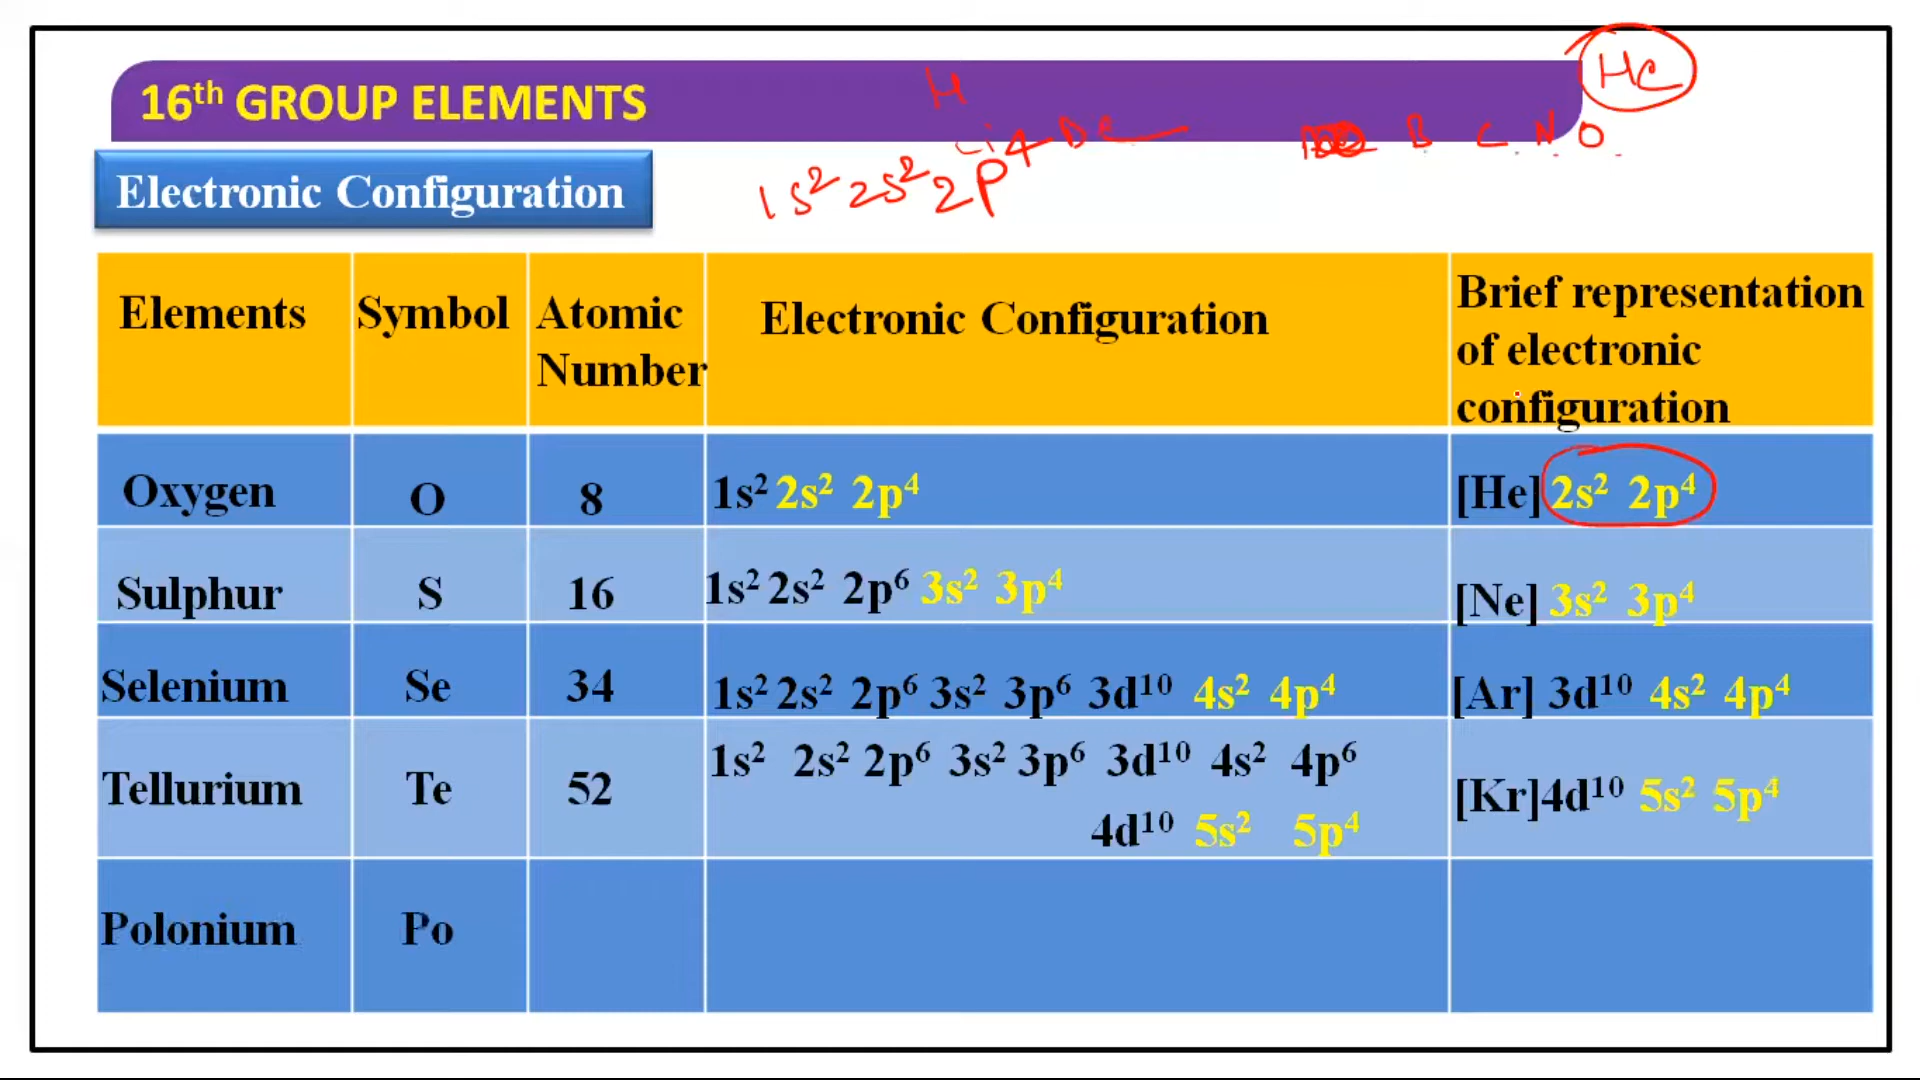 He
16th GROUP ELEMENTS
H
Li Be B C N O
1s² 2s² 2p⁴
Electronic Configuration
Elements Symbol Atomic Number Electronic Configuration Brief representation of electronic configuration
Oxygen O 8 1s² 2s² 2p⁴ [He] 2s² 2p⁴
Sulphur S 16 1s² 2s² 2p⁶ 3s² 3p⁴ [Ne] 3s² 3p⁴
Selenium Se 34 1s² 2s² 2p⁶ 3s² 3p⁶ 3d¹⁰ 4s² 4p⁴ [Ar] 3d¹⁰ 4s² 4p⁴
Tellurium Te 52 1s² 2s² 2p⁶ 3s² 3p⁶ 3d¹⁰ 4s² 4p⁶
4d¹⁰ 5s² 5p⁴ [Kr]4d¹⁰ 5s² 5p⁴
Polonium Po